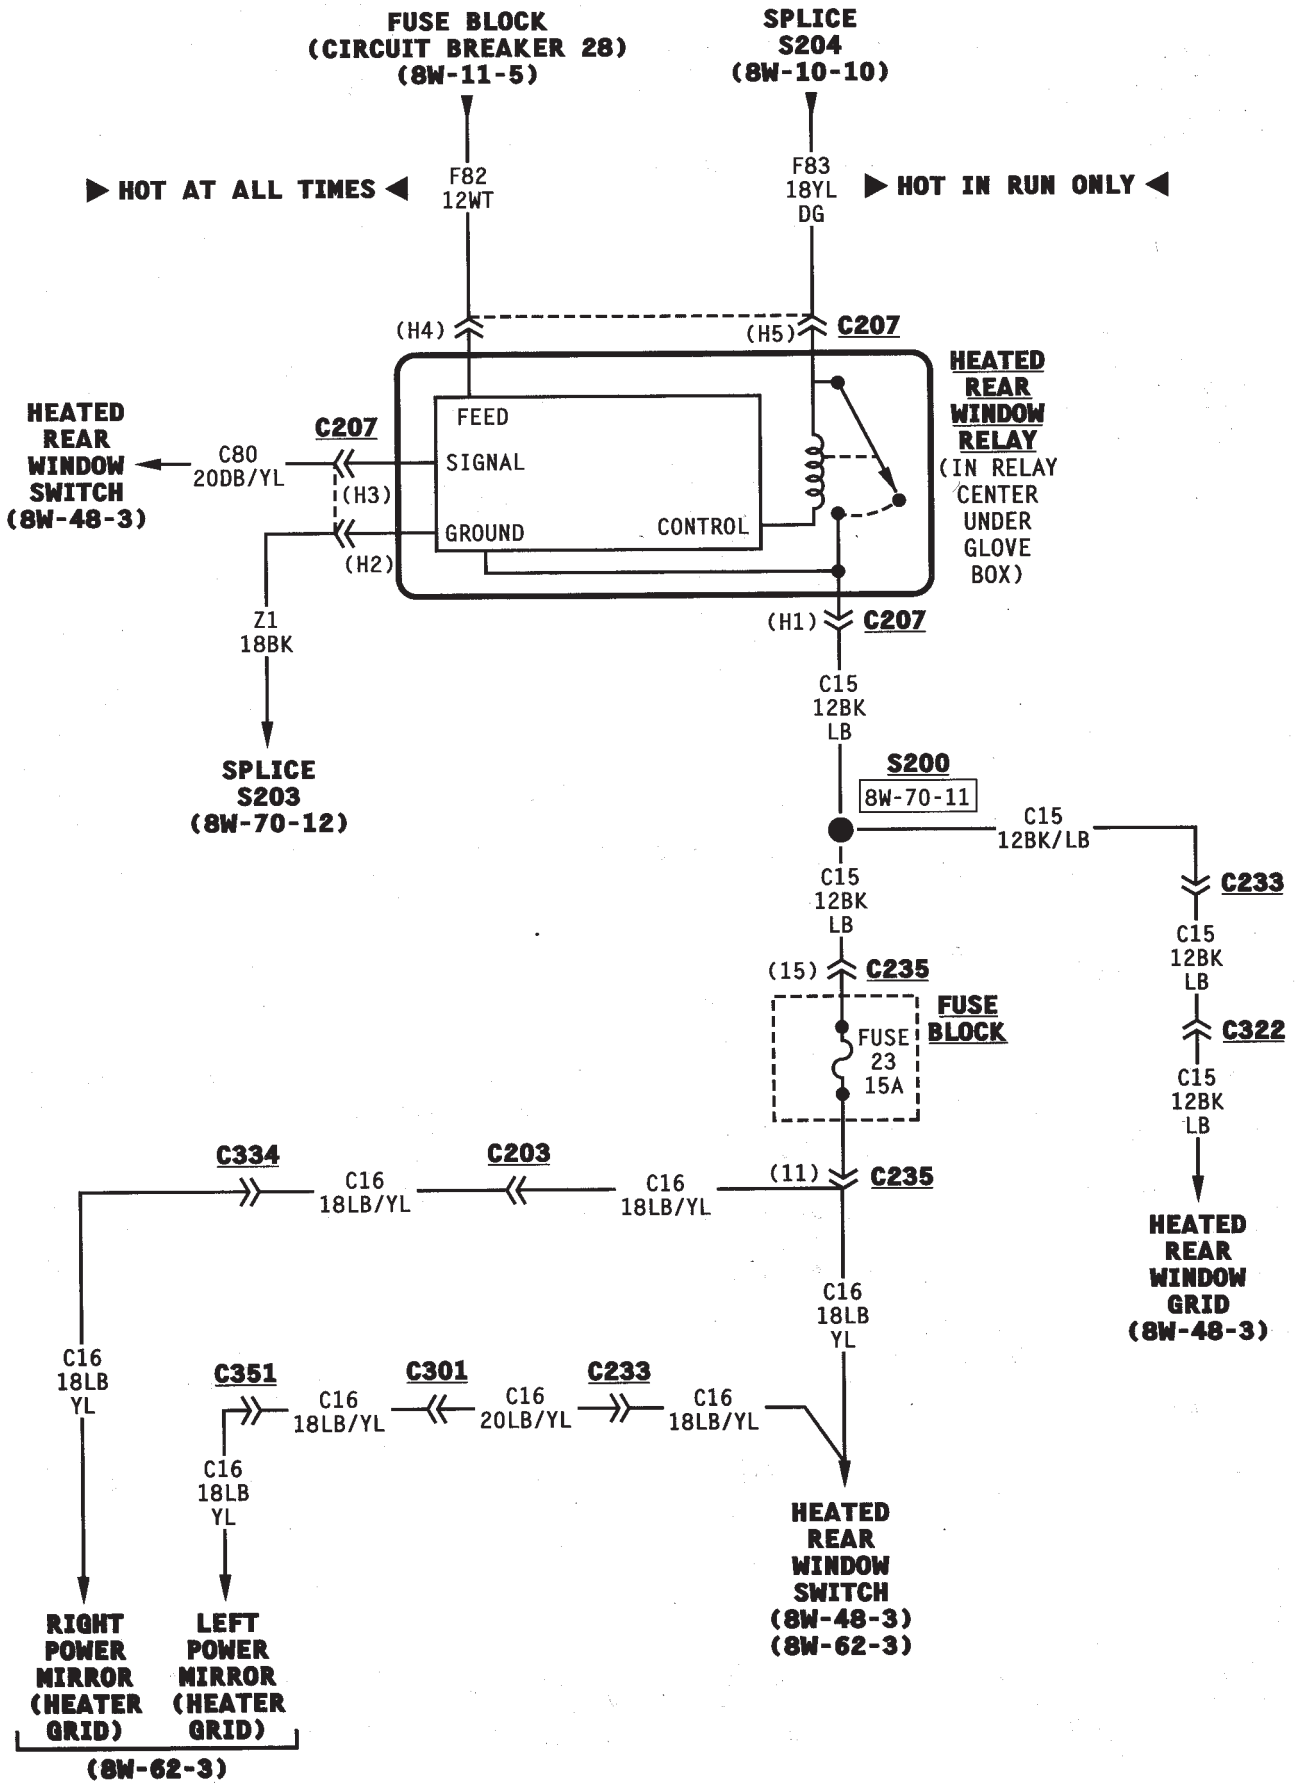 FUSE BLOCK
(CIRCUIT BREAKER 28)
(8W-11-5)
SPLICE
S204
(8W-10-10)
HOT AT ALL TIMES
F82
12WT
F83
18YL
DG
HOT IN RUN ONLY
(H4)
(H5)
C207
HEATED
REAR
WINDOW
RELAY
(IN RELAY
CENTER
UNDER
GLOVE
BOX)
FEED
SIGNAL
GROUND
CONTROL
HEATED
REAR
WINDOW
SWITCH
(8W-48-3)
C80
20DB/YL
C207
(H3)
(H2)
Z1
18BK
SPLICE
S203
(8W-70-12)
(H1)
C207
C15
12BK
LB
S200
8W-70-11
C15
12BK/LB
C15
12BK
LB
C233
C15
12BK
LB
C322
C15
12BK
LB
HEATED
REAR
WINDOW
GRID
(8W-48-3)
(15)
C235
FUSE
BLOCK
FUSE
23
15A
(11)
C235
C334
C16
18LB/YL
C203
C16
18LB/YL
C16
18LB
YL
C16
18LB
YL
C351
C16
18LB/YL
C301
C16
20LB/YL
C233
C16
18LB/YL
C16
18LB
YL
HEATED
REAR
WINDOW
SWITCH
(8W-48-3)
(8W-62-3)
RIGHT
POWER
MIRROR
(HEATER
GRID)
LEFT
POWER
MIRROR
(HEATER
GRID)
(8W-62-3)